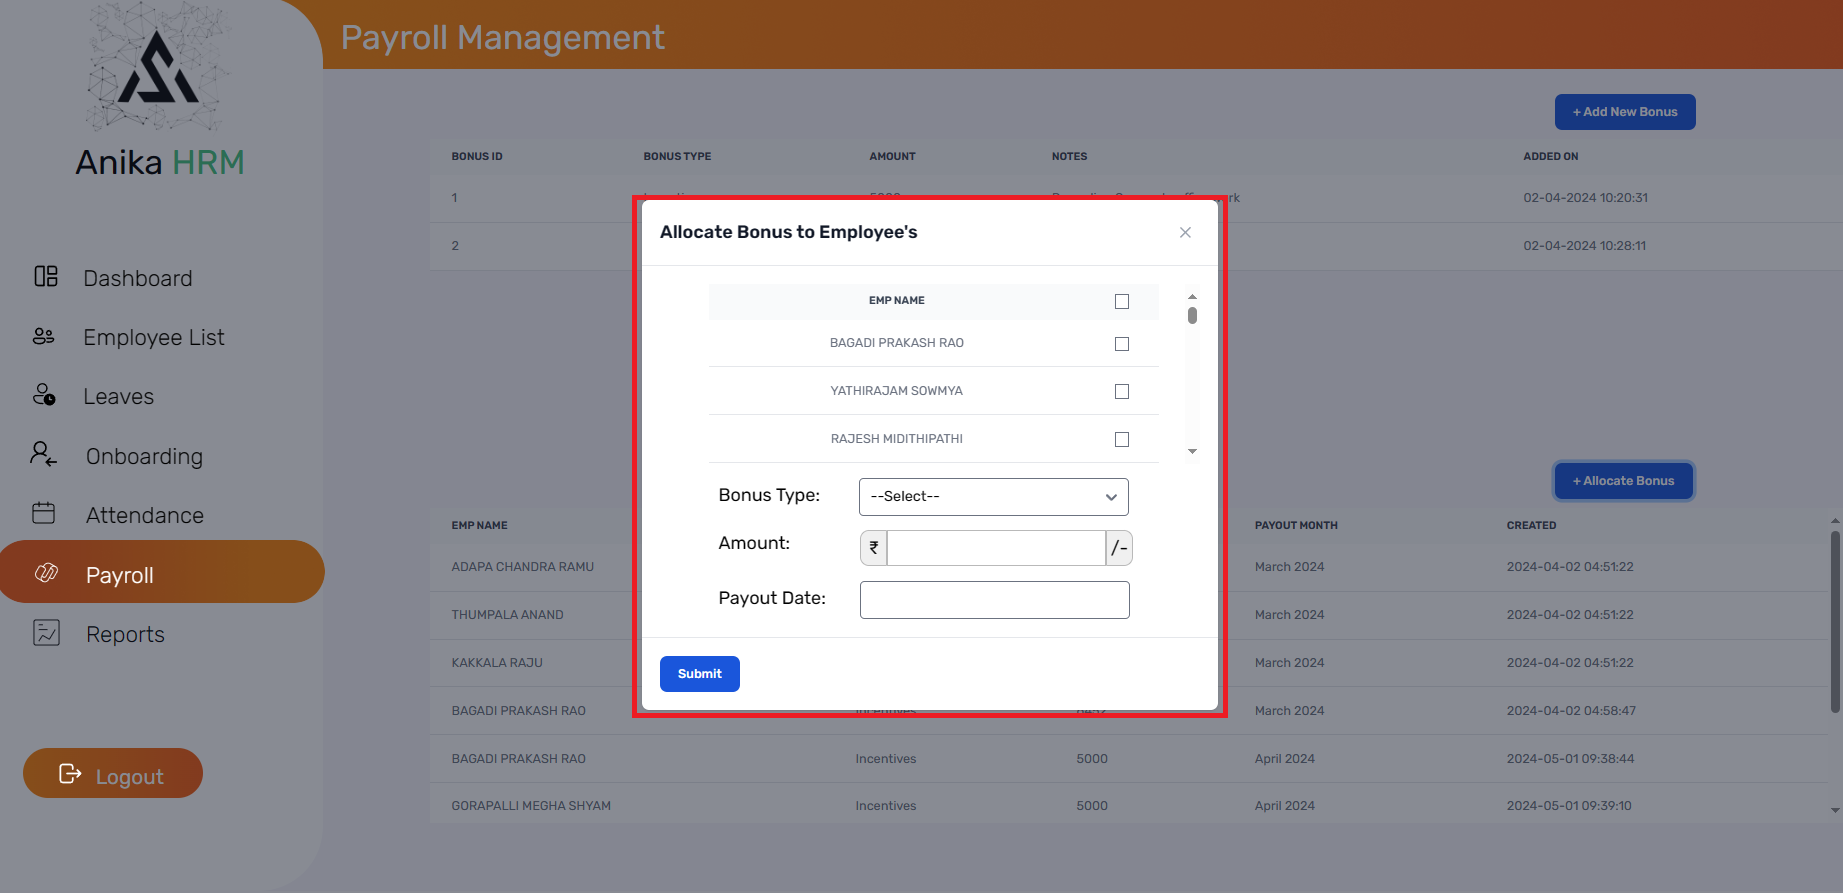 Payroll Management
Anika HRM
Dashboard
Employee List
Leaves
Onboarding
Attendance
Payroll
Reports
Logout
+ Add New Bonus
BONUS ID BONUS TYPE AMOUNT NOTES ADDED ON
1 02-04-2024 10:20:31
2 02-04-2024 10:28:11
Allocate Bonus to Employee's
EMP NAME
BAGADI PRAKASH RAO
YATHIRAJAM SOWMYA
RAJESH MIDITHIPATHI
Bonus Type: --Select--
Amount: ₹ /-
Payout Date:
Submit
+ Allocate Bonus
EMP NAME PAYOUT MONTH CREATED
ADAPA CHANDRA RAMU March 2024 2024-04-02 04:51:22
THUMPALA ANAND March 2024 2024-04-02 04:51:22
KAKKALA RAJU March 2024 2024-04-02 04:51:22
BAGADI PRAKASH RAO Incentives March 2024 2024-04-02 04:58:47
BAGADI PRAKASH RAO Incentives 5000 April 2024 2024-05-01 09:38:44
GORAPALLI MEGHA SHYAM Incentives 5000 April 2024 2024-05-01 09:39:10